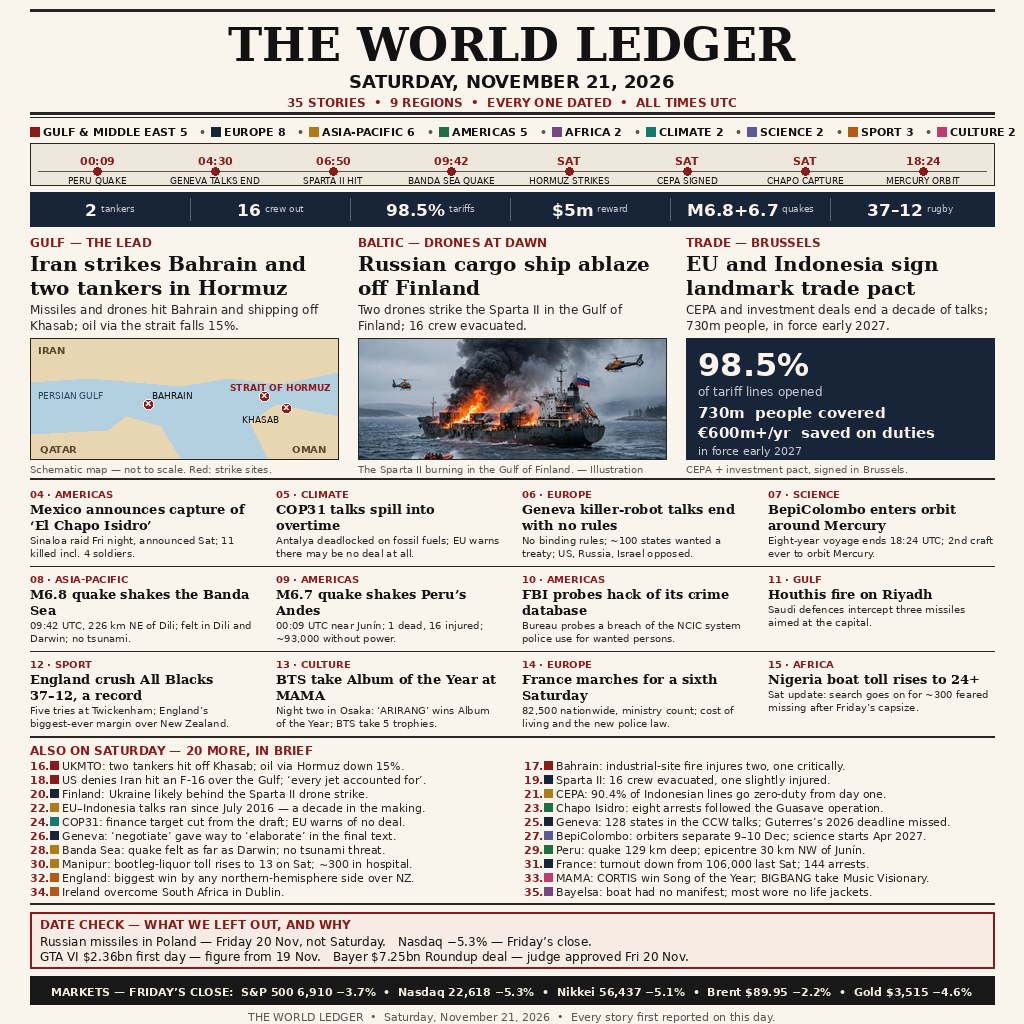 THE WORLD LEDGER
SATURDAY, NOVEMBER 21, 2026
35 STORIES • 9 REGIONS • EVERY ONE DATED • ALL TIMES UTC
GULF & MIDDLE EAST 5 • EUROPE 8 • ASIA-PACIFIC 6 • AMERICAS 5 • AFRICA 2 • CLIMATE 2 • SCIENCE 2 • SPORT 3 • CULTURE 2
00:09 04:30 06:50 09:42 SAT SAT SAT 18:24
PERU QUAKE GENEVA TALKS END SPARTA II HIT BANDA SEA QUAKE HORMUZ STRIKES CEPA SIGNED CHAPO CAPTURE MERCURY ORBIT
2 tankers 16 crew out 98.5% tariffs $5m reward M6.8+6.7 quakes 37–12 rugby
GULF — THE LEAD
Iran strikes Bahrain and
two tankers in Hormuz
Missiles and drones hit Bahrain and shipping off
Khasab; oil via the strait falls 15%.
IRAN
STRAIT OF HORMUZ
PERSIAN GULF
BAHRAIN
KHASAB
QATAR
OMAN
Schematic map — not to scale. Red: strike sites.
BALTIC — DRONES AT DAWN
Russian cargo ship ablaze
off Finland
Two drones strike the Sparta II in the Gulf of
Finland; 16 crew evacuated.
The Sparta II burning in the Gulf of Finland. — Illustration
TRADE — BRUSSELS
EU and Indonesia sign
landmark trade pact
CEPA and investment deals end a decade of talks;
730m people, in force early 2027.
98.5%
of tariff lines opened
730m people covered
€600m+/yr saved on duties
in force early 2027
CEPA + investment pact, signed in Brussels.
04 · AMERICAS
Mexico announces capture of
‘El Chapo Isidro’
Sinaloa raid Fri night, announced Sat; 11
killed incl. 4 soldiers.
05 · CLIMATE
COP31 talks spill into
overtime
Antalya deadlocked on fossil fuels; EU warns
there may be no deal at all.
06 · EUROPE
Geneva killer-robot talks end
with no rules
No binding rules; ~100 states wanted a
treaty; US, Russia, Israel opposed.
07 · SCIENCE
BepiColombo enters orbit
around Mercury
Eight-year voyage ends 18:24 UTC; 2nd craft
ever to orbit Mercury.
08 · ASIA-PACIFIC
M6.8 quake shakes the Banda
Sea
09:42 UTC, 226 km NE of Dili; felt in Dili and
Darwin; no tsunami.
09 · AMERICAS
M6.7 quake shakes Peru’s
Andes
00:09 UTC near Junín; 1 dead, 16 injured;
~93,000 without power.
10 · AMERICAS
FBI probes hack of its crime
database
Bureau probes a breach of the NCIC system
police use for wanted persons.
11 · GULF
Houthis fire on Riyadh
Saudi defences intercept three missiles
aimed at the capital.
12 · SPORT
England crush All Blacks
37–12, a record
Five tries at Twickenham; England’s
biggest-ever margin over New Zealand.
13 · CULTURE
BTS take Album of the Year at
MAMA
Night two in Osaka: ‘ARIRANG’ wins Album
of the Year; BTS take 5 trophies.
14 · EUROPE
France marches for a sixth
Saturday
82,500 nationwide, ministry count; cost of
living and the new police law.
15 · AFRICA
Nigeria boat toll rises to 24+
Sat update: search goes on for ~300 feared
missing after Friday’s capsize.
ALSO ON SATURDAY — 20 MORE, IN BRIEF
16. UKMTO: two tankers hit off Khasab; oil via Hormuz down 15%.
17. Bahrain: industrial-site fire injures two, one critically.
18. US denies Iran hit an F-16 over the Gulf; ‘every jet accounted for’.
19. Sparta II: 16 crew evacuated, one slightly injured.
20. Finland: Ukraine likely behind the Sparta II drone strike.
21. CEPA: 90.4% of Indonesian lines go zero-duty from day one.
22. EU–Indonesia talks ran since July 2016 — a decade in the making.
23. Chapo Isidro: eight arrests followed the Guasave operation.
24. COP31: finance target cut from the draft; EU warns of no deal.
25. Geneva: 128 states in the CCW talks; Guterres’s 2026 deadline missed.
26. Geneva: ‘negotiate’ gave way to ‘elaborate’ in the final text.
27. BepiColombo: orbiters separate 9–10 Dec; science starts Apr 2027.
28. Banda Sea: quake felt as far as Darwin; no tsunami threat.
29. Peru: quake 129 km deep; epicentre 30 km NW of Junín.
30. Manipur: bootleg-liquor toll rises to 13 on Sat; ~300 in hospital.
31. France: turnout down from 106,000 last Sat; 144 arrests.
32. England: biggest win by any northern-hemisphere side over NZ.
33. MAMA: CORTIS win Song of the Year; BIGBANG take Music Visionary.
34. Ireland overcome South Africa in Dublin.
35. Bayelsa: boat had no manifest; most wore no life jackets.
DATE CHECK — WHAT WE LEFT OUT, AND WHY
Russian missiles in Poland — Friday 20 Nov, not Saturday. Nasdaq −5.3% — Friday’s close.
GTA VI $2.36bn first day — figure from 19 Nov. Bayer $7.25bn Roundup deal — judge approved Fri 20 Nov.
MARKETS — FRIDAY’S CLOSE: S&P 500 6,910 −3.7% • Nasdaq 22,618 −5.3% • Nikkei 56,437 −5.1% • Brent $89.95 −2.2% • Gold $3,515 −4.6%
THE WORLD LEDGER • Saturday, November 21, 2026 • Every story first reported on this day.